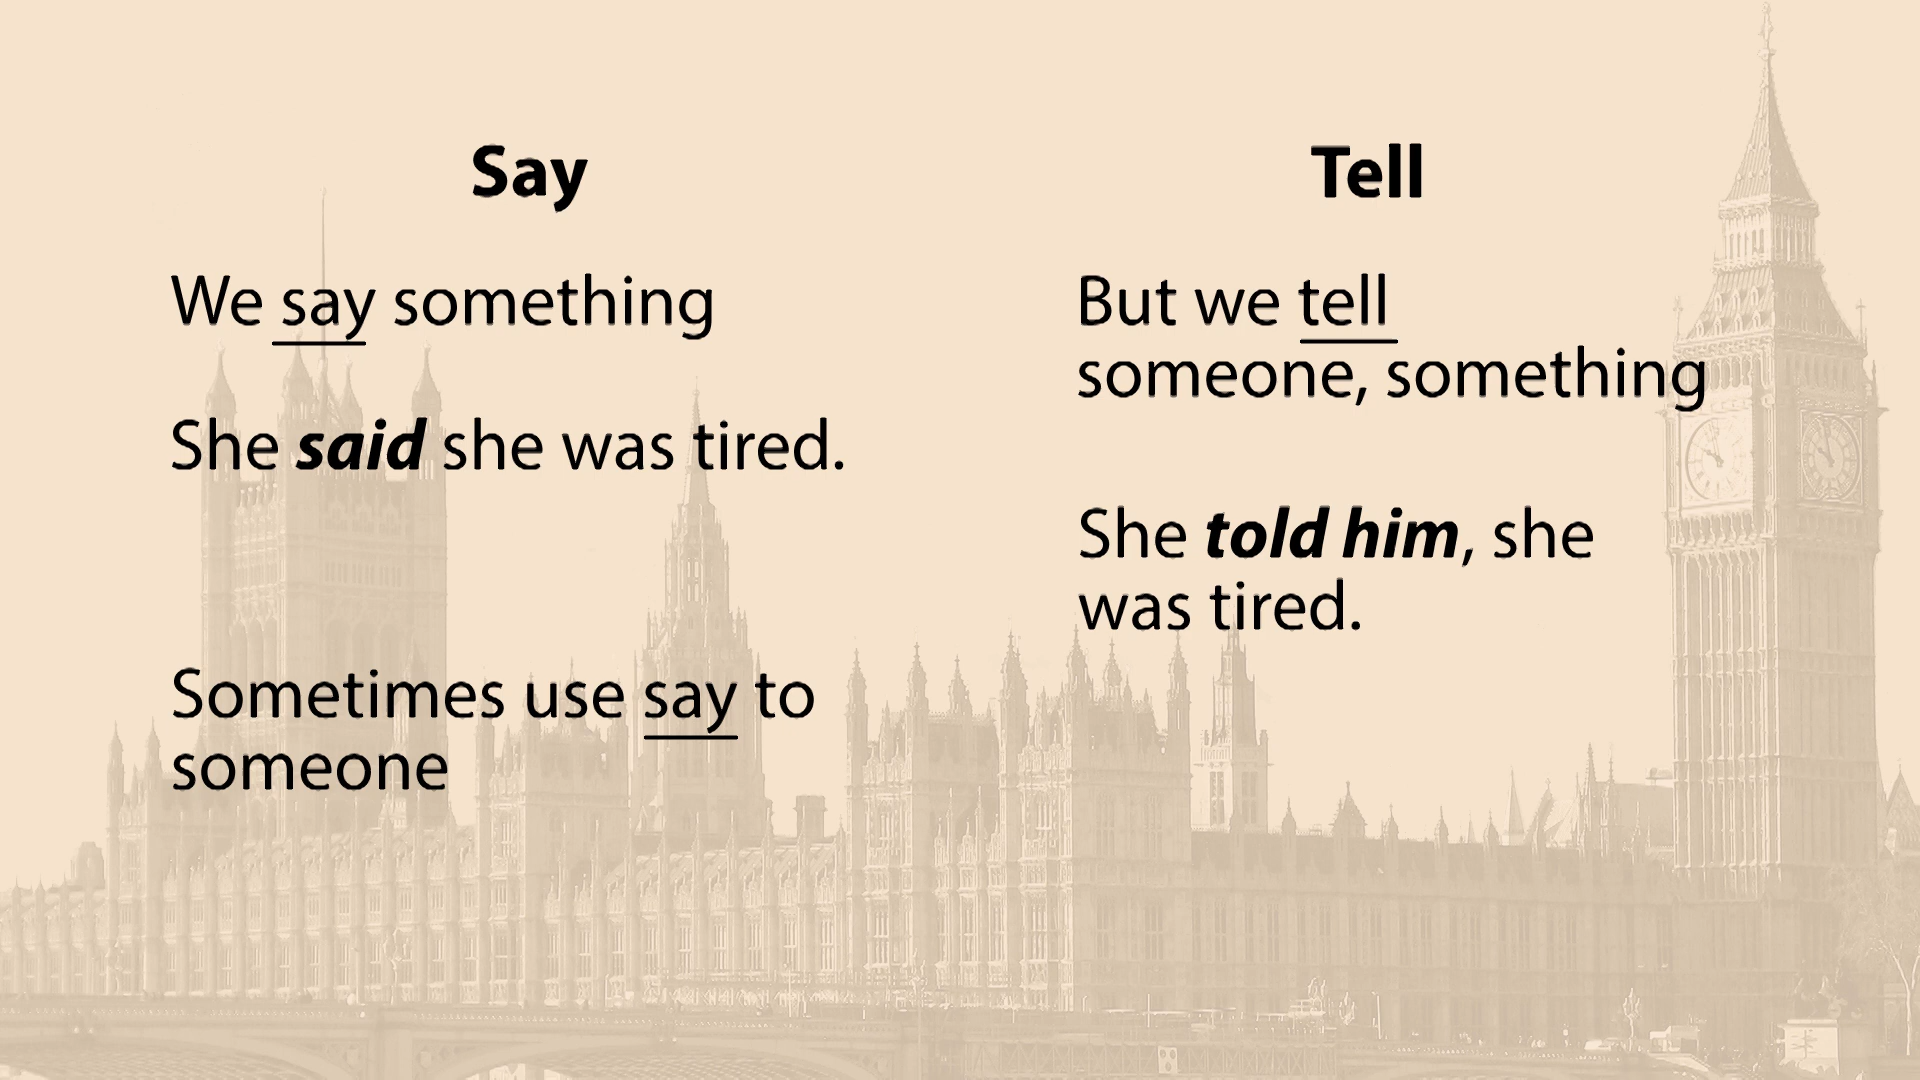 Say
We say something
She said she was tired.
Sometimes use say to
someone
Tell
But we tell
someone, something
She told him, she
was tired.